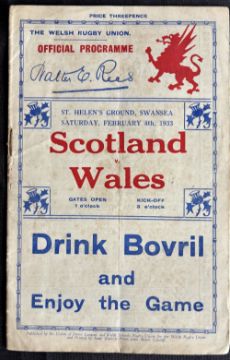 PRICE THREEPENCE
THE WELSH RUGBY UNION.
OFFICIAL PROGRAMME
Walter E. Rees
ST. HELEN'S GROUND, SWANSEA
SATURDAY, FEBRUARY 4th, 1933
Scotland
v.
Wales
GATES OPEN
1 o'clock
KICK-OFF
3 o'clock
Drink Bovril
and
Enjoy the Game